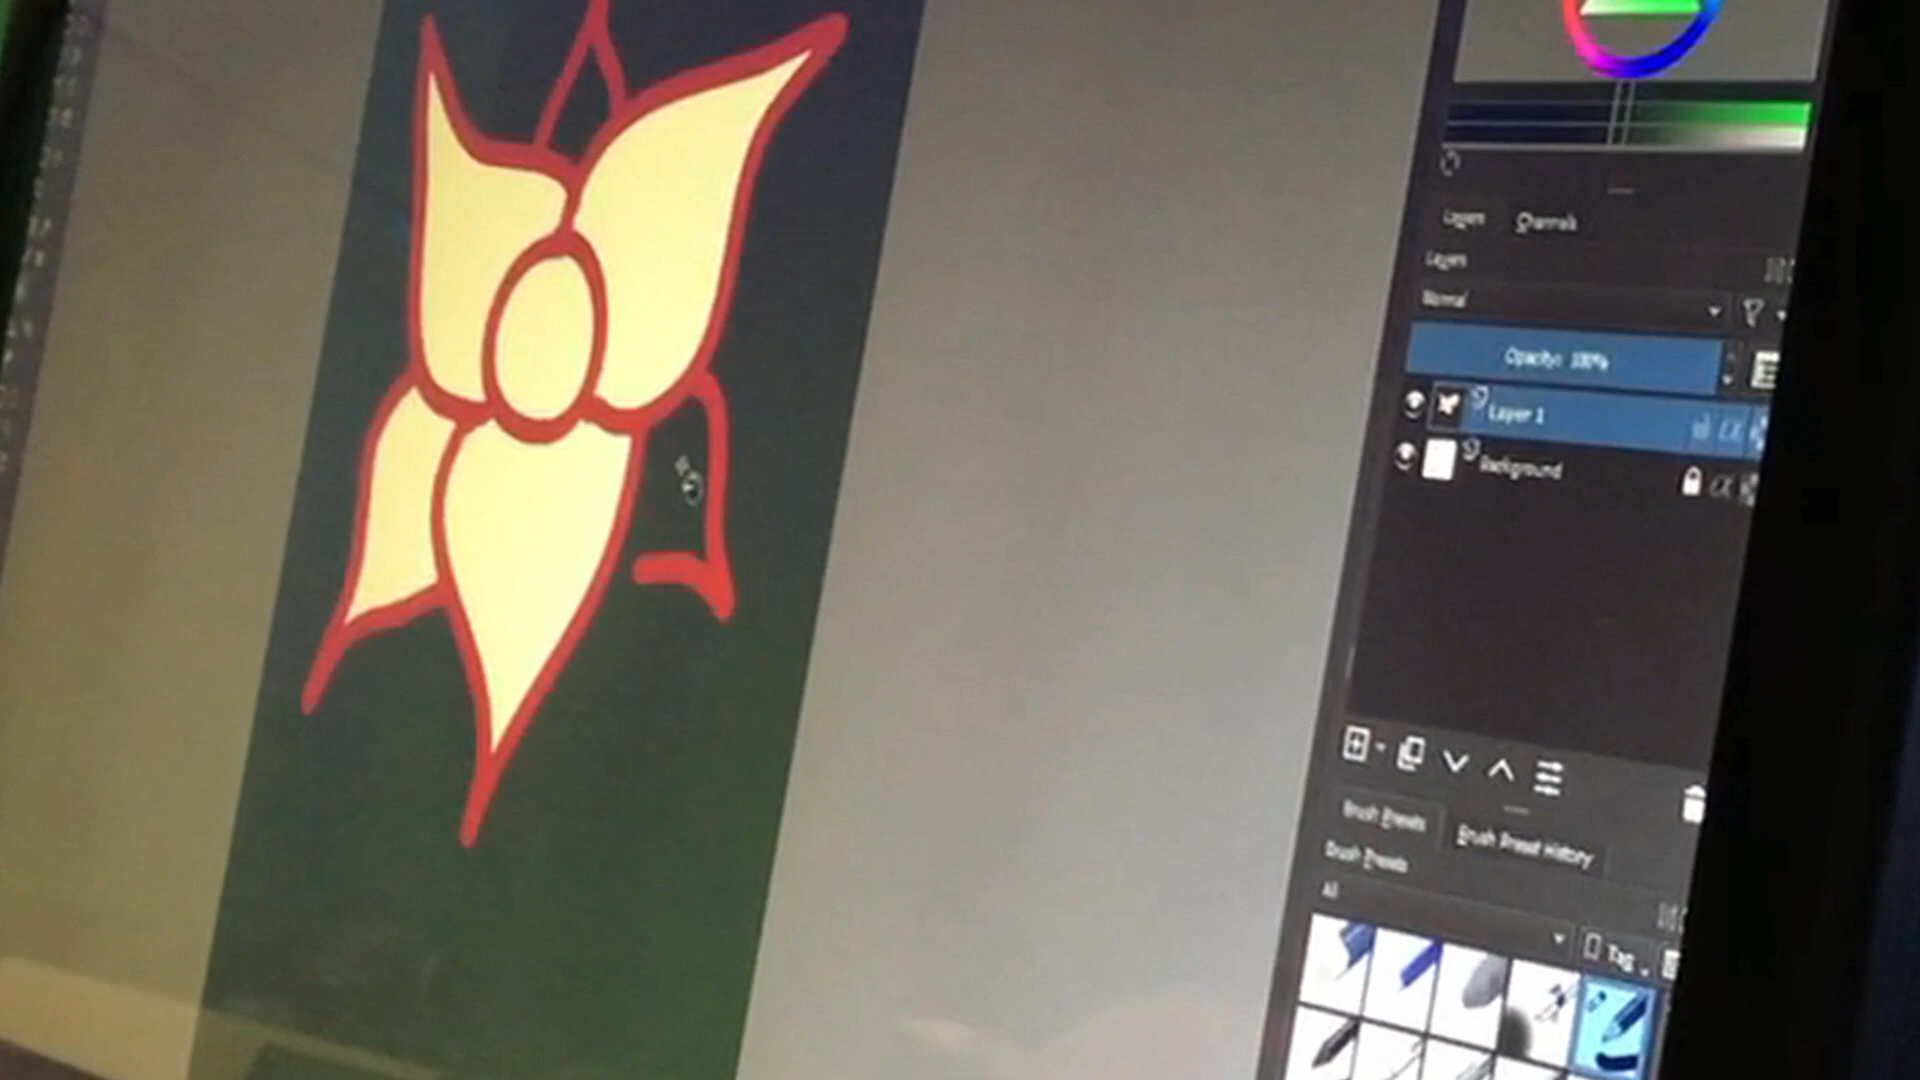 Layers Channels
Layers
Normal
Opacity: 100%
Layer 1
Background
Brush Presets Brush Preset History
Brush Presets
All
Tag